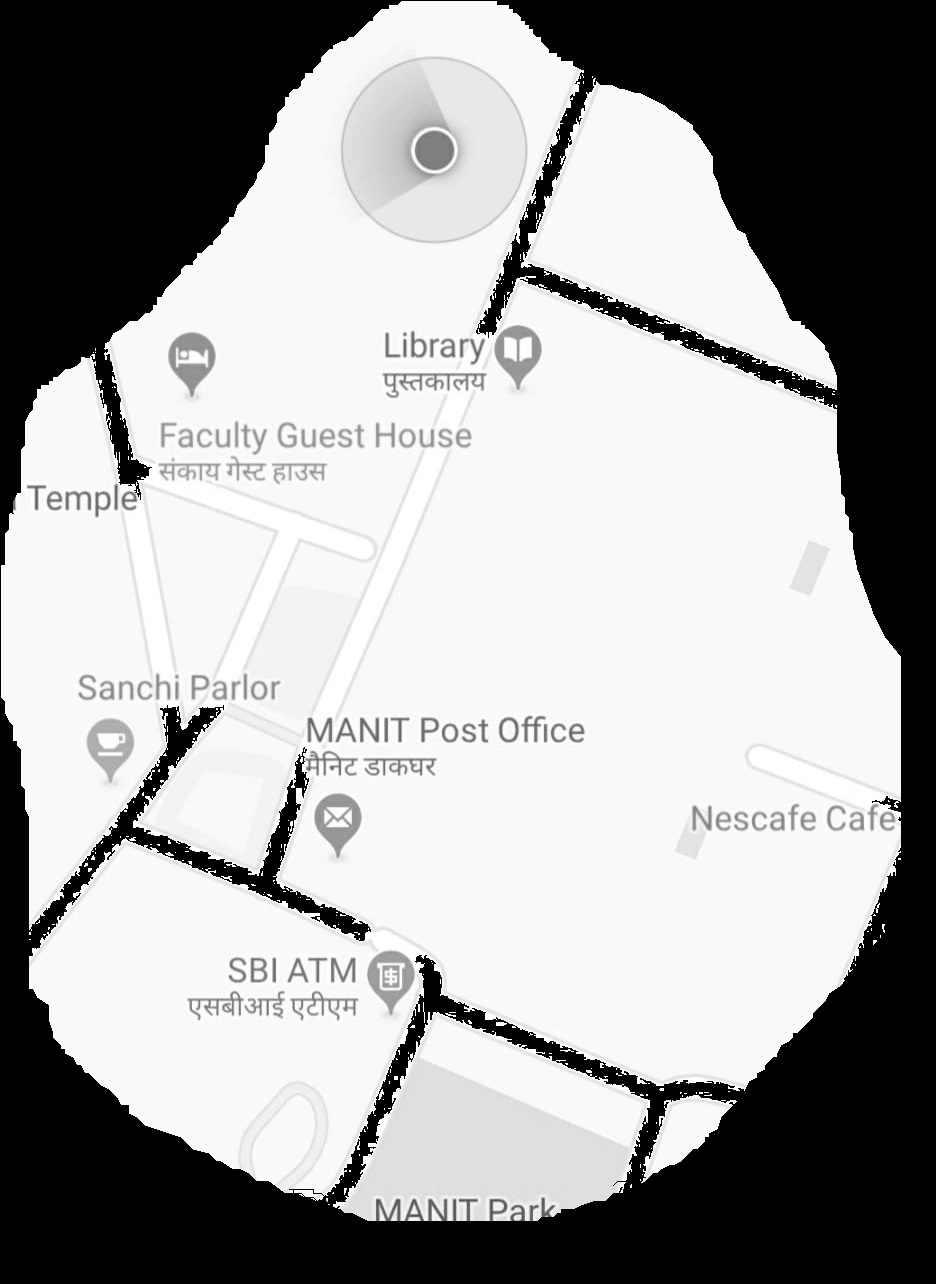 Library
पुस्तकालय
Faculty Guest House
संकाय गेस्ट हाउस
Temple
Sanchi Parlor
MANIT Post Office
मैनिट डाकघर
Nescafe Cafe
SBI ATM
एसबीआई एटीएम
MANIT Park